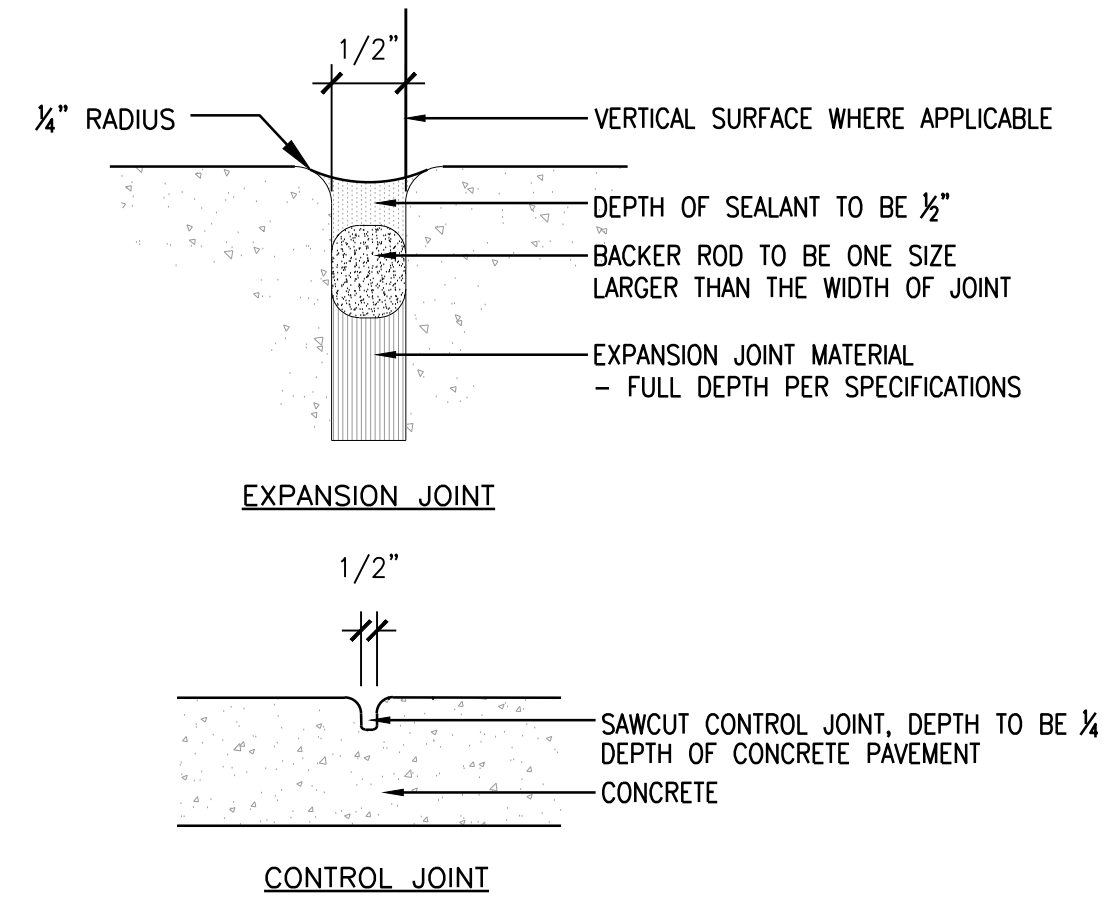 1/2"
¼" RADIUS
VERTICAL SURFACE WHERE APPLICABLE
DEPTH OF SEALANT TO BE ½"
BACKER ROD TO BE ONE SIZE
LARGER THAN THE WIDTH OF JOINT
EXPANSION JOINT MATERIAL
- FULL DEPTH PER SPECIFICATIONS
EXPANSION JOINT
1/2"
SAWCUT CONTROL JOINT, DEPTH TO BE ¼
DEPTH OF CONCRETE PAVEMENT
CONCRETE
CONTROL JOINT